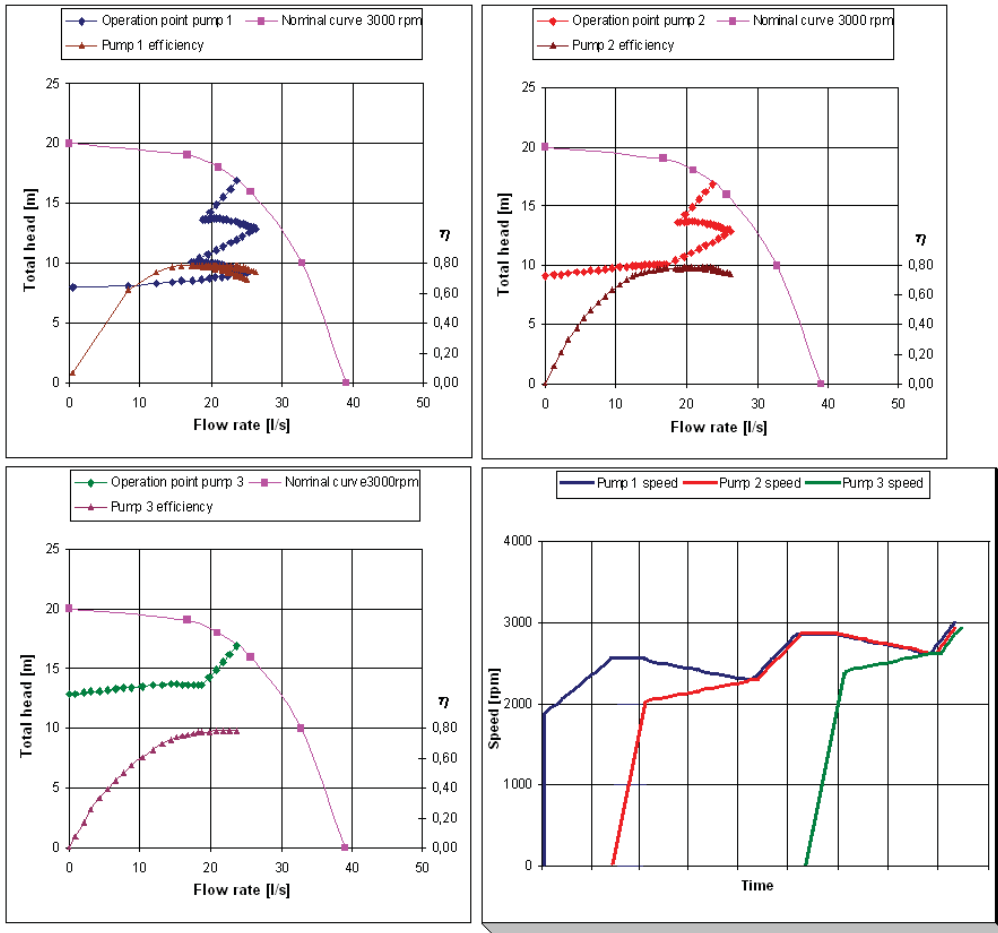 Operation point pump 1
Nominal curve 3000 rpm
Pump 1 efficiency
25
20
15
10
5
0
Total head [m]
η
0,80
0,60
0,40
0,20
0,00
0 10 20 30 40 50
Flow rate [l/s]
Operation point pump 2
Nominal curve 3000 rpm
Pump 2 efficiency
25
20
15
10
5
0
Total head [m]
η
0,80
0,60
0,40
0,20
0,00
0 10 20 30 40 50
Flow rate [l/s]
Operation point pump 3
Nominal curve3000rpm
Pump 3 efficiency
25
20
15
10
5
0
Total head [m]
η
0,80
0,60
0,40
0,20
0,00
0 10 20 30 40 50
Flow rate [l/s]
Pump 1 speed
Pump 2 speed
Pump 3 speed
4000
3000
2000
1000
0
Speed [rpm]
Time